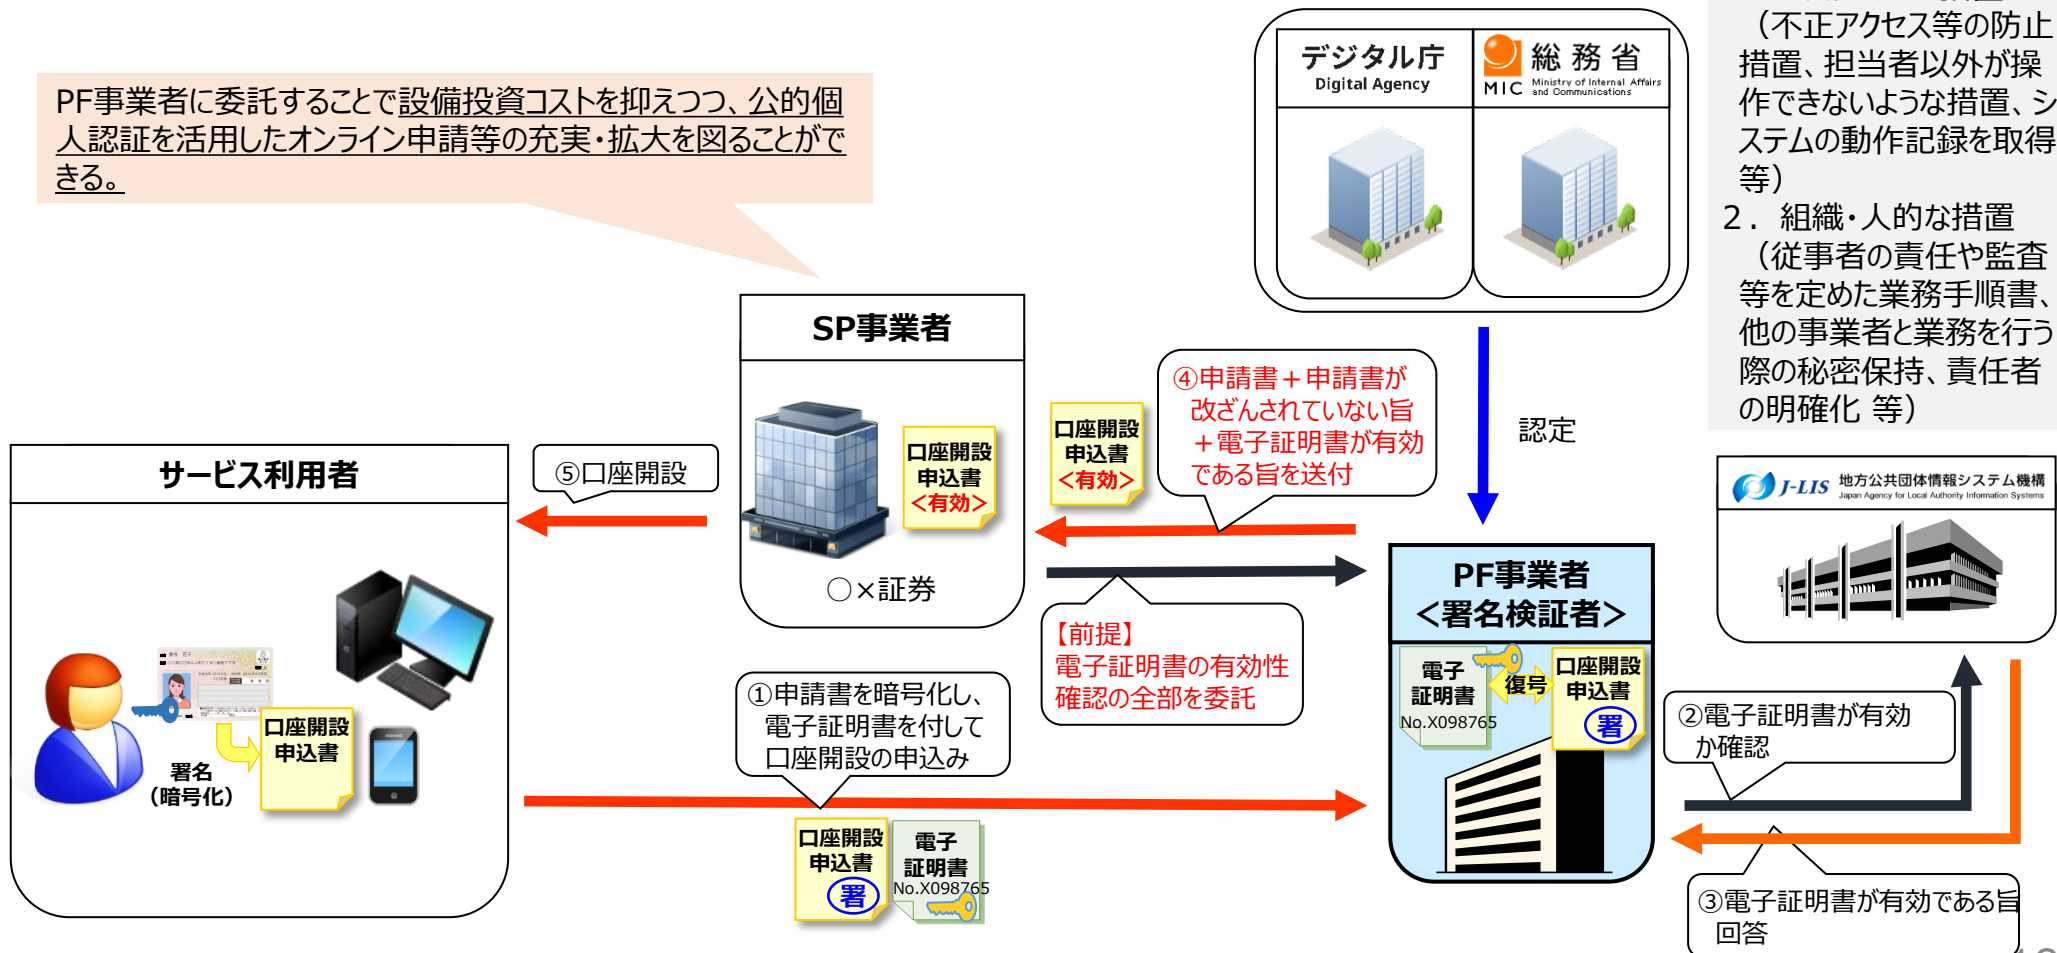 PF事業者に委託することで設備投資コストを抑えつつ、公的個
人認証を活用したオンライン申請等の充実・拡大を図ることがで
きる。
デジタル庁
Digital Agency
総務省
MIC
Ministry of Internal Affairs
and Communications
（不正アクセス等の防止
措置、担当者以外が操
作できないような措置、シ
ステムの動作記録を取得
等）
２．組織・人的な措置
（従事者の責任や監査
等を定めた業務手順書、
他の事業者と業務を行う
際の秘密保持、責任者
の明確化 等）
認定
SP事業者
口座開設
申込書
＜有効＞
○×証券
口座開設
申込書
＜有効＞
④申請書＋申請書が
改ざんされていない旨
＋電子証明書が有効
である旨を送付
⑤口座開設
サービス利用者
署名
（暗号化）
口座開設
申込書
【前提】
電子証明書の有効性
確認の全部を委託
①申請書を暗号化し、
電子証明書を付して
口座開設の申込み
口座開設
申込書
署
電子
証明書
No.X098765
PF事業者
＜署名検証者＞
電子
証明書
No.X098765
復号
口座開設
申込書
署
J-LIS
地方公共団体情報システム機構
Japan Agency for Local Authority Information Systems
②電子証明書が有効
か確認
③電子証明書が有効である旨
回答